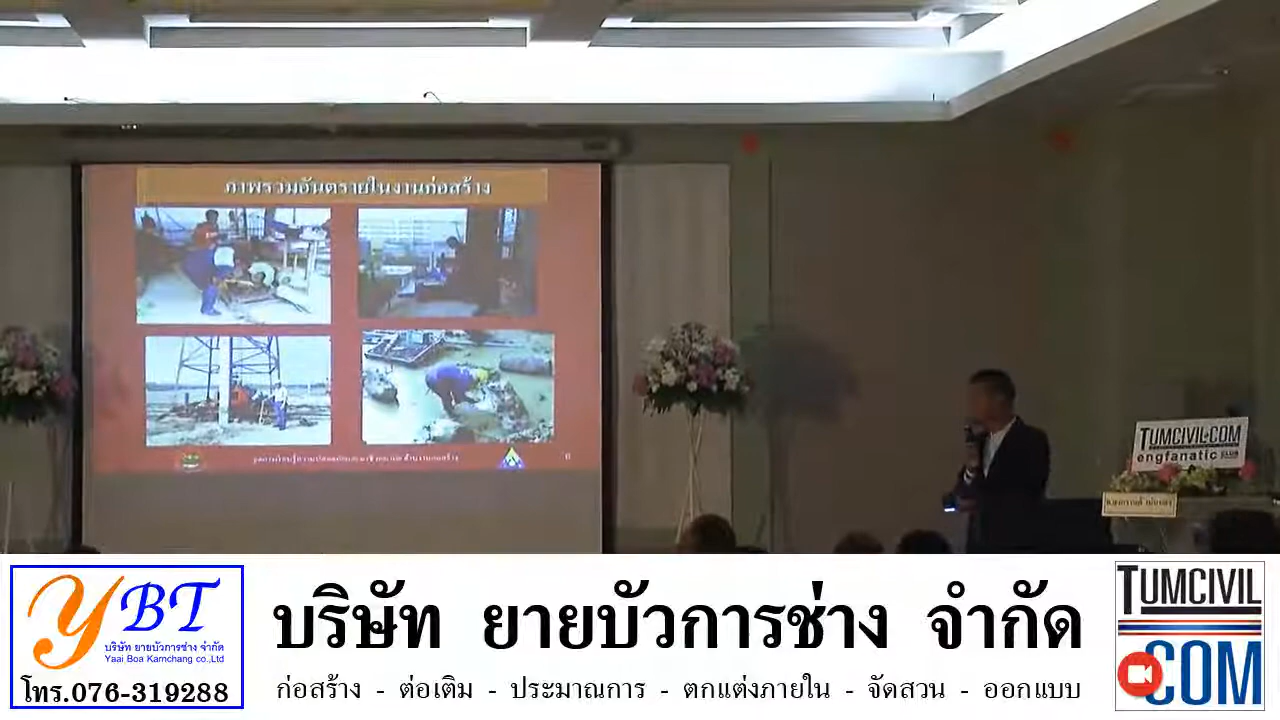 ภาพรวมอันตรายในงานก่อสร้าง
TUMCIVIL.COM
engfanatic CLUB
YBT
บริษัท ยายบัวการช่าง จำกัด
Yaai Boa Karnchang co.,Ltd
โทร.076-319288
บริษัท ยายบัวการช่าง จำกัด
ก่อสร้าง - ต่อเติม - ประมาณการ - ตกแต่งภายใน - จัดสวน - ออกแบบ
TUMCIVIL
COM